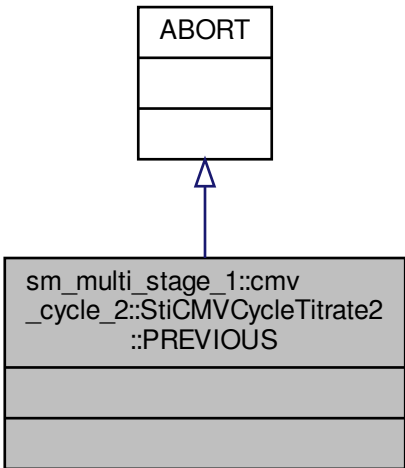 ABORT
sm_multi_stage_1::cmv
_cycle_2::StiCMVCycleTitrate2
::PREVIOUS